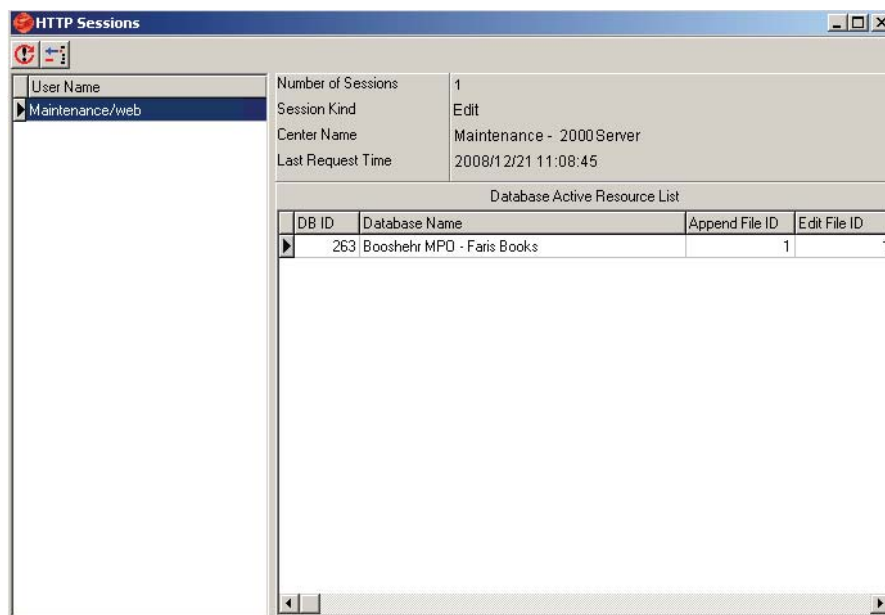 HTTP Sessions
User Name
Maintenance/web
Number of Sessions 1
Session Kind Edit
Center Name Maintenance - 2000Server
Last Request Time 2008/12/21 11:08:45
Database Active Resource List
DB ID Database Name Append File ID Edit File ID
263 Booshehr MPO - Faris Books 1